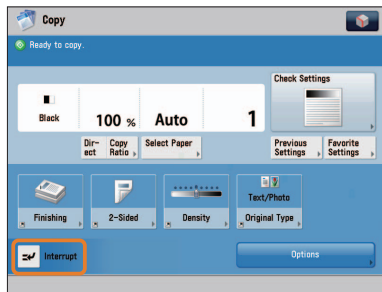 Copy
Ready to copy.
Check Settings
Black
100 %
Auto
1
Dir-
ect
Copy
Ratio
Select Paper
Previous
Settings
Favorite
Settings
Finishing
2-Sided
Density
Text/Photo
Original Type
Interrupt
Options